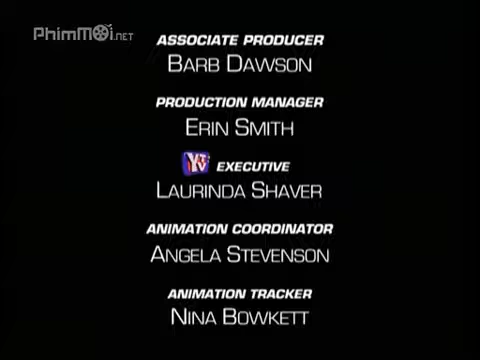 PhimMoi.NET
ASSOCIATE PRODUCER
BARB DAWSON
PRODUCTION MANAGER
ERIN SMITH
YTV EXECUTIVE
LAURINDA SHAVER
ANIMATION COORDINATOR
ANGELA STEVENSON
ANIMATION TRACKER
NINA BOWKETT